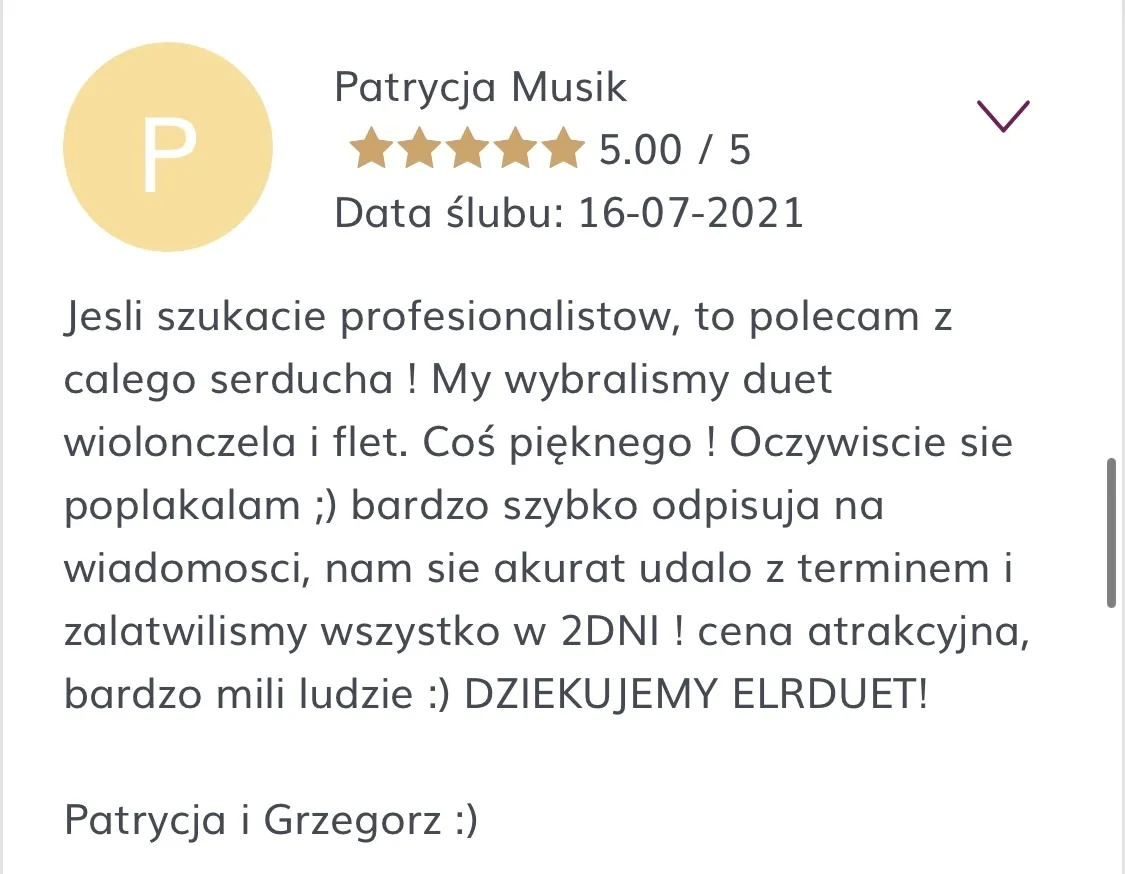 P
Patrycja Musik
5.00 / 5
Data ślubu: 16-07-2021
Jesli szukacie profesionalistow, to polecam z
calego serducha ! My wybralismy duet
wiolonczela i flet. Coś pięknego ! Oczywiscie sie
poplakalam ;) bardzo szybko odpisuja na
wiadomosci, nam sie akurat udalo z terminem i
zalatwilismy wszystko w 2DNI ! cena atrakcyjna,
bardzo mili ludzie :) DZIEKUJEMY ELRDUET!
Patrycja i Grzegorz :)